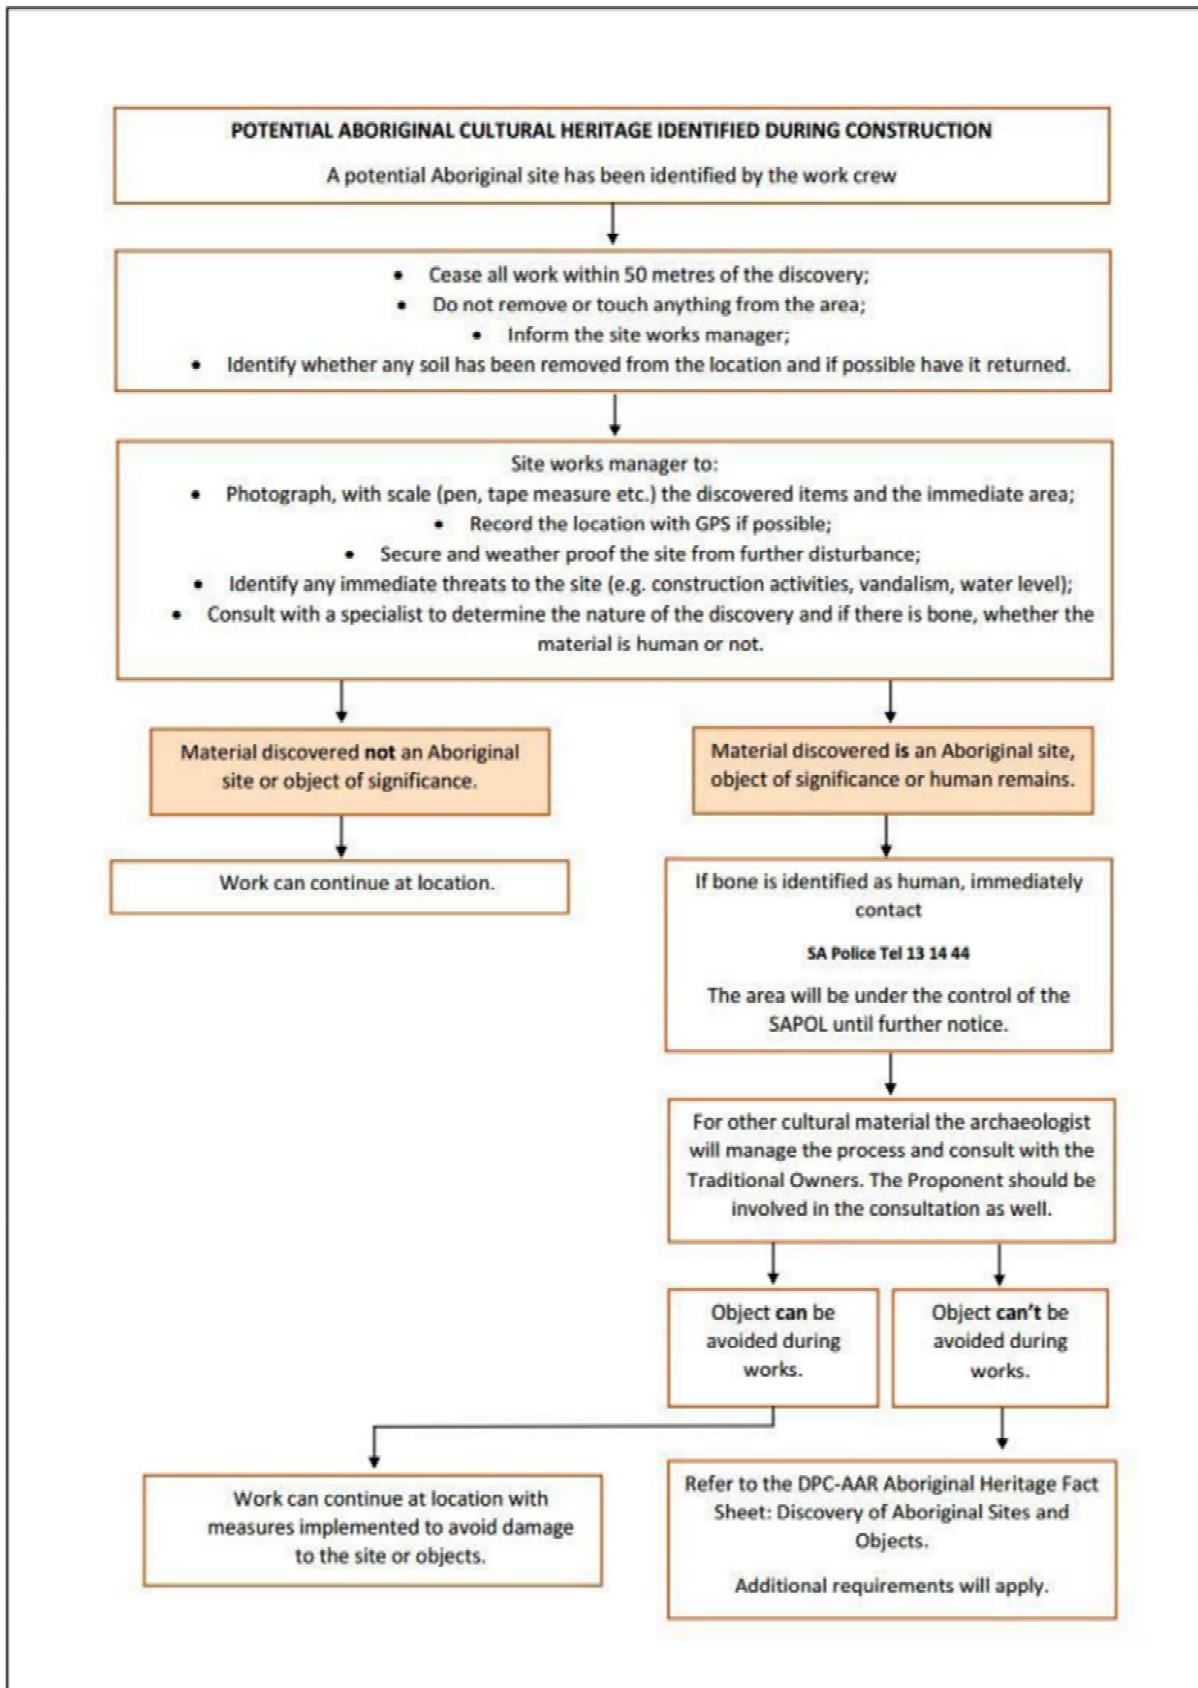 POTENTIAL ABORIGINAL CULTURAL HERITAGE IDENTIFIED DURING CONSTRUCTION
A potential Aboriginal site has been identified by the work crew
• Cease all work within 50 metres of the discovery;
• Do not remove or touch anything from the area;
• Inform the site works manager;
• Identify whether any soil has been removed from the location and if possible have it returned.
Site works manager to:
• Photograph, with scale (pen, tape measure etc.) the discovered items and the immediate area;
• Record the location with GPS if possible;
• Secure and weather proof the site from further disturbance;
• Identify any immediate threats to the site (e.g. construction activities, vandalism, water level);
• Consult with a specialist to determine the nature of the discovery and if there is bone, whether the
material is human or not.
Material discovered not an Aboriginal
site or object of significance.
Work can continue at location.
Material discovered is an Aboriginal site,
object of significance or human remains.
If bone is identified as human, immediately
contact
SA Police Tel 13 14 44
The area will be under the control of the
SAPOL until further notice.
For other cultural material the archaeologist
will manage the process and consult with the
Traditional Owners. The Proponent should be
involved in the consultation as well.
Object can be
avoided during
works.
Object can't be
avoided during
works.
Work can continue at location with
measures implemented to avoid damage
to the site or objects.
Refer to the DPC-AAR Aboriginal Heritage Fact
Sheet: Discovery of Aboriginal Sites and
Objects.
Additional requirements will apply.